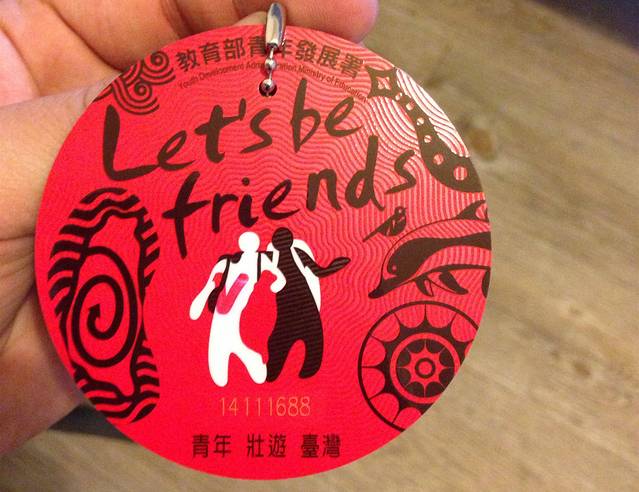 教育部青年發展署
Youth Development Administration, Ministry of Education
Let's be
friends
14111688
青年 壯遊 臺灣